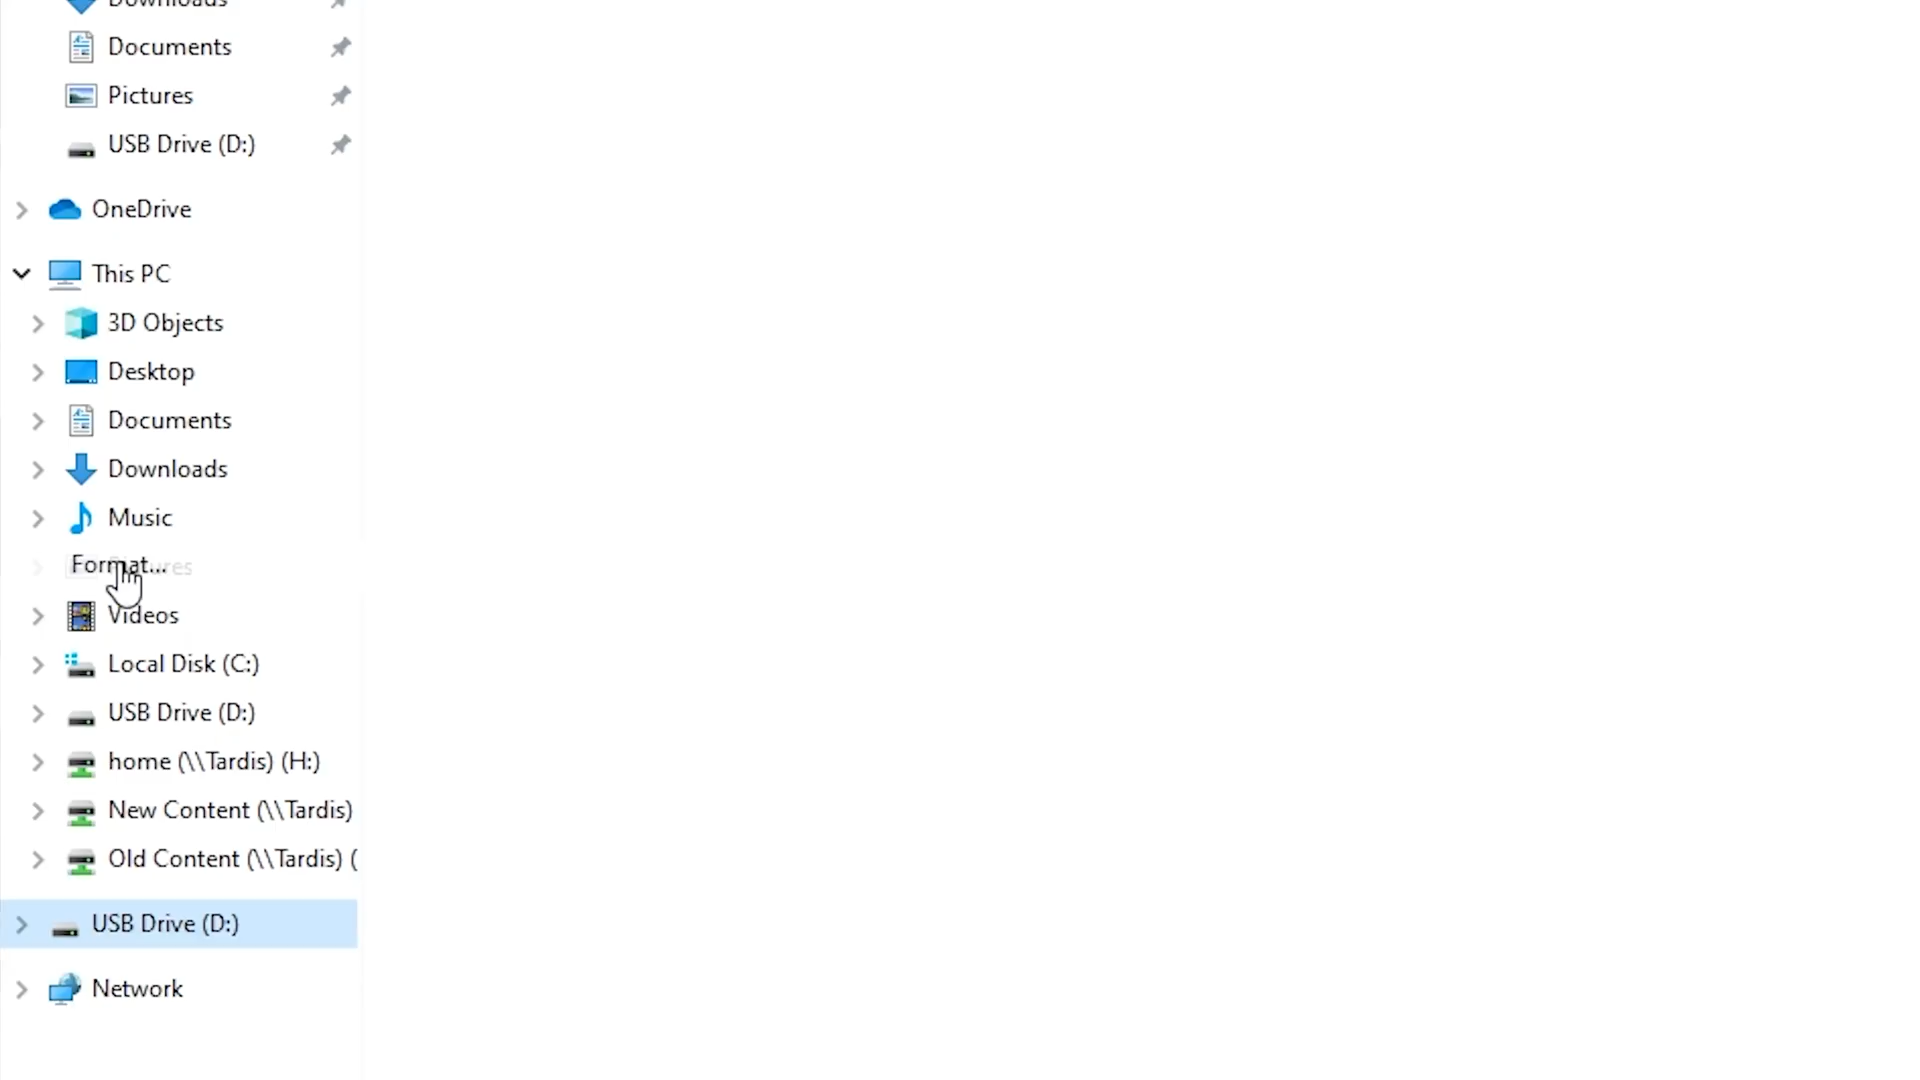 Downloads
Documents
Pictures
USB Drive (D:)
OneDrive
This PC
3D Objects
Desktop
Documents
Downloads
Music
Format...
Videos
Local Disk (C:)
USB Drive (D:)
home (\\Tardis) (H:)
New Content (\\Tardis)
Old Content (\\Tardis) (
USB Drive (D:)
Network